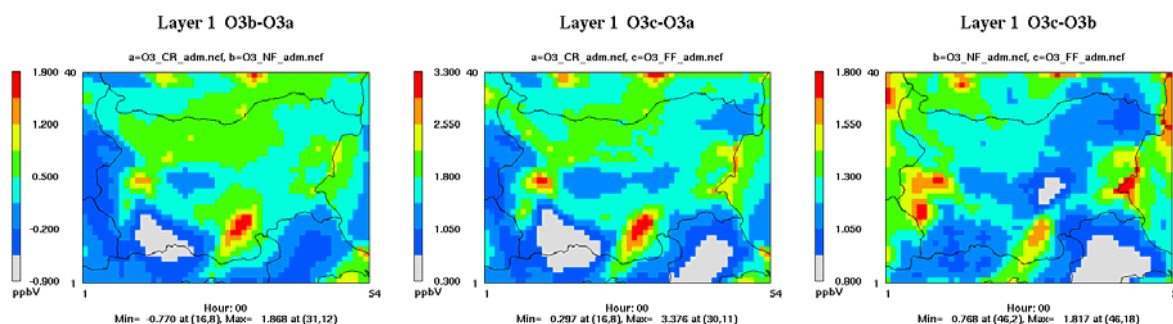 Layer 1 O3b-O3a
a=O3_CR_adm.ncf, b=O3_NF_adm.ncf
1.800
1.200
0.500
-0.200
-0.900
ppbV
40
1
1
54
Hour: 00
Min= -0.770 at (16,8), Max= 1.868 at (31,12)
Layer 1 O3c-O3a
a=O3_CR_adm.ncf, c=O3_FF_adm.ncf
3.300
2.550
1.800
1.050
0.300
ppbV
40
1
1
54
Hour: 00
Min= 0.297 at (16,8), Max= 3.376 at (30,11)
Layer 1 O3c-O3b
b=O3_NF_adm.ncf, c=O3_FF_adm.ncf
1.800
1.550
1.300
1.050
0.800
ppbV
40
1
1
Hour: 00
Min= 0.768 at (46,2), Max= 1.817 at (46,18)